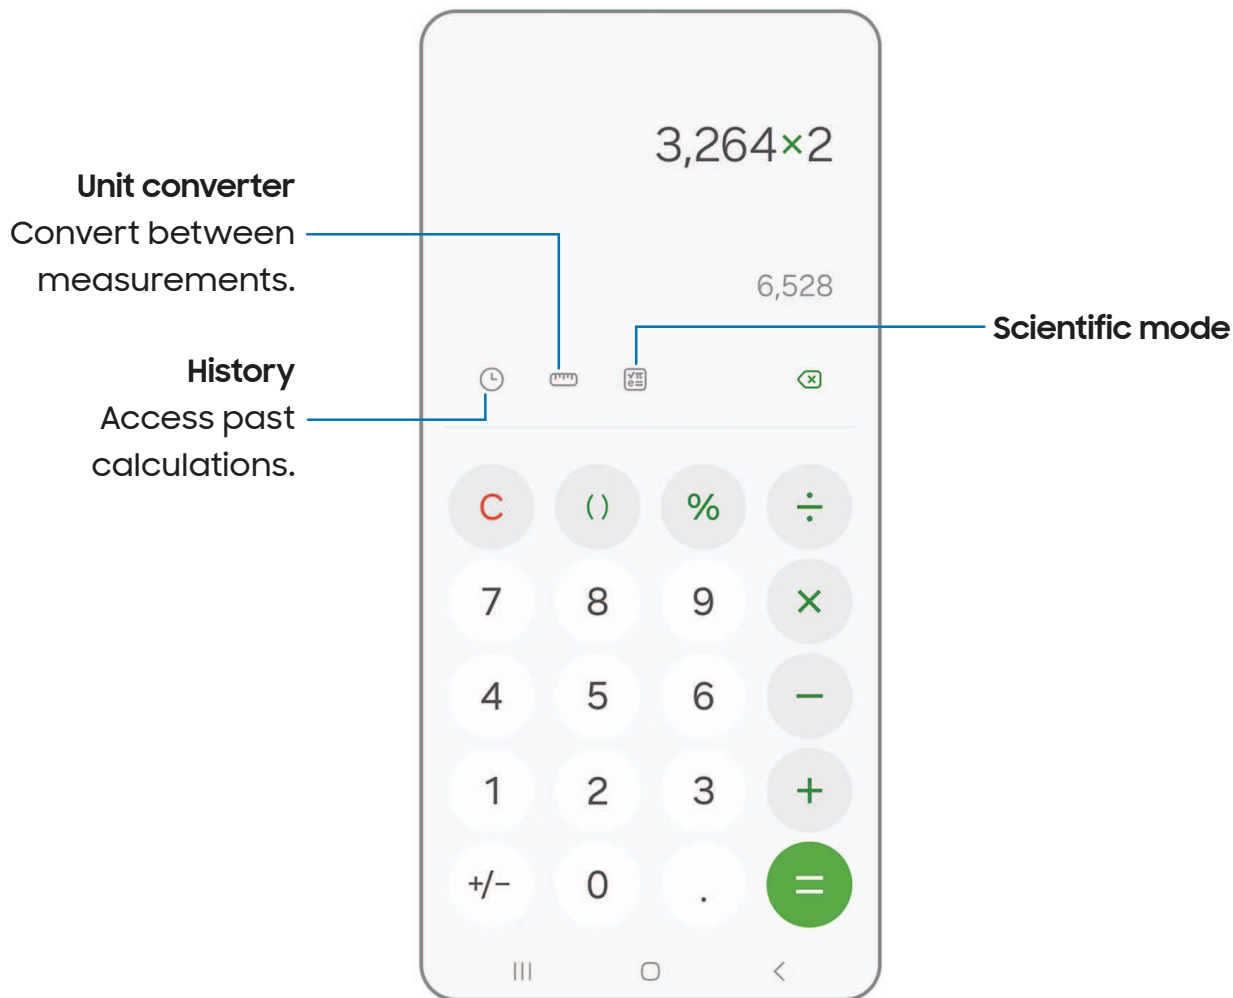 3,264×2
Unit converter
Convert between
measurements.
6,528
Scientific mode
History
Access past
calculations.
√π
e=
C () % ÷
7 8 9 ×
4 5 6 −
1 2 3 +
+/− 0 . =